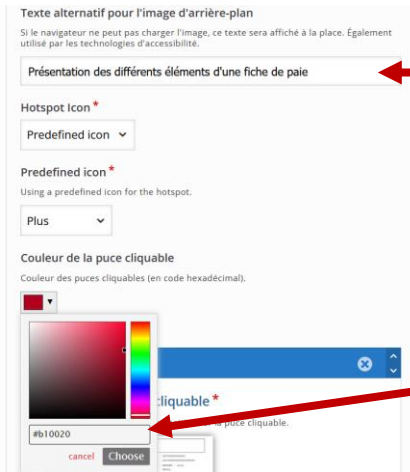 Texte alternatif pour l'image d'arrière-plan
Si le navigateur ne peut pas charger l'image, ce texte sera affiché à la place. Également
utilisé par les technologies d'accessibilité.
Présentation des différents éléments d'une fiche de paie
Hotspot Icon *
Predefined icon
Predefined icon *
Using a predefined icon for the hotspot.
Plus
Couleur de la puce cliquable
Couleur des puces cliquables (en code hexadécimal).
cliquable *
puce cliquable.
#b10020
cancel Choose